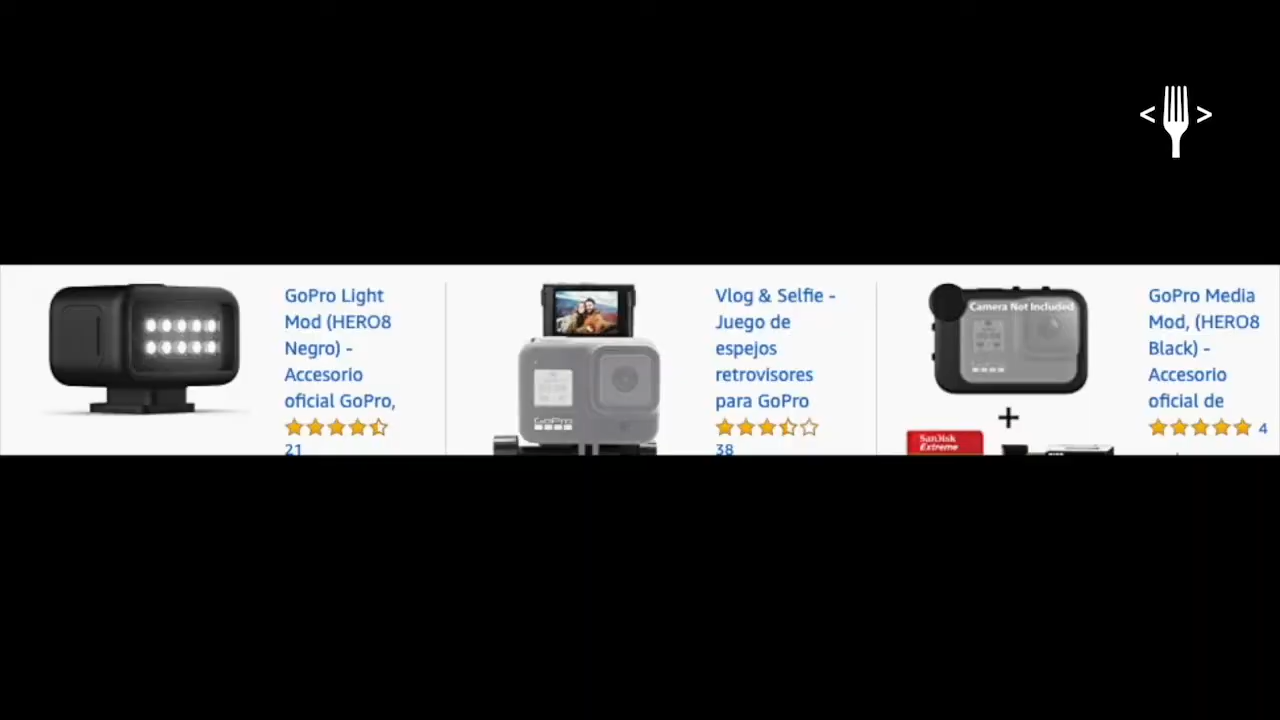 < >
GoPro Light
Mod (HERO8
Negro) -
Accesorio
oficial GoPro,
21
GoPro
Vlog & Selfie -
Juego de
espejos
retrovisores
para GoPro
38
Camera Not Included
+
SanDisk
Extreme
GoPro Media
Mod, (HERO8
Black) -
Accesorio
oficial de
4